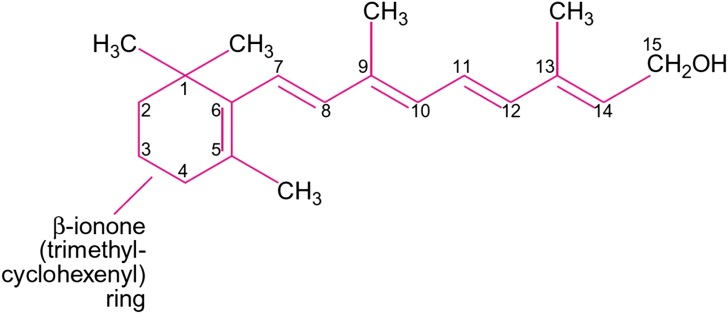 CH₃ CH₃
H₃C CH₃ 15
7 9 11 13 CH₂OH
1
2 6 8 10 12 14
3 5
4
CH₃
β-ionone
(trimethyl-
cyclohexenyl)
ring